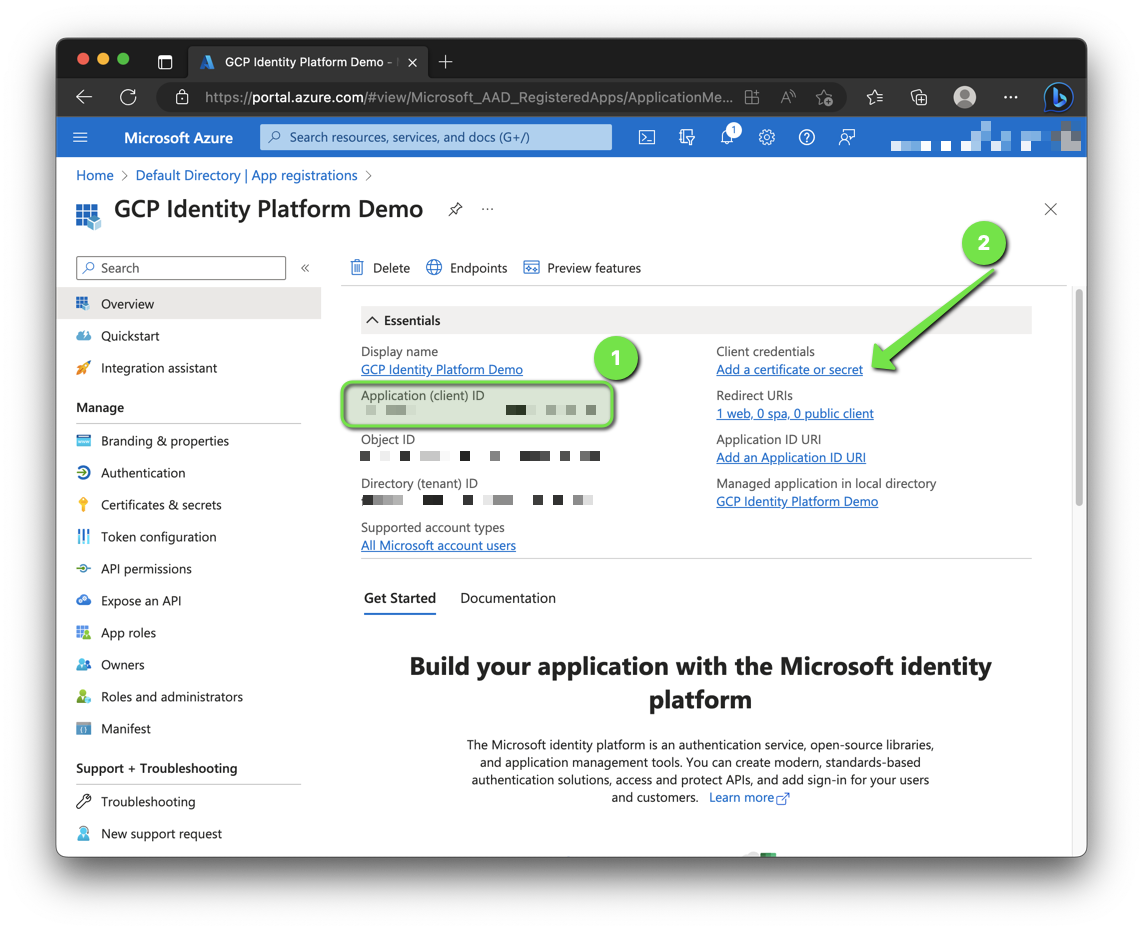 GCP Identity Platform Demo -
https://portal.azure.com/#view/Microsoft_AAD_RegisteredApps/ApplicationMe...
Microsoft Azure
Search resources, services, and docs (G+/)
1
Home > Default Directory | App registrations >
GCP Identity Platform Demo
...
2
Search
«
Delete
Endpoints
Preview features
Overview
Quickstart
Integration assistant
Manage
Branding & properties
Authentication
Certificates & secrets
Token configuration
API permissions
Expose an API
App roles
Owners
Roles and administrators
Manifest
Support + Troubleshooting
Troubleshooting
New support request
Essentials
1
Display name
GCP Identity Platform Demo
Application (client) ID
Object ID
Directory (tenant) ID
Supported account types
All Microsoft account users
Client credentials
Add a certificate or secret
Redirect URIs
1 web, 0 spa, 0 public client
Application ID URI
Add an Application ID URI
Managed application in local directory
GCP Identity Platform Demo
Get Started
Documentation
Build your application with the Microsoft identity
platform
The Microsoft identity platform is an authentication service, open-source libraries,
and application management tools. You can create modern, standards-based
authentication solutions, access and protect APIs, and add sign-in for your users
and customers. Learn more